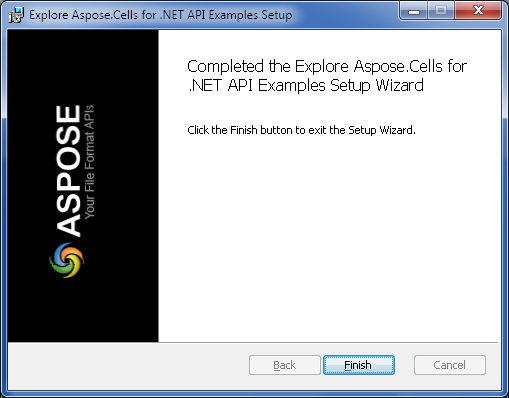 Explore Aspose.Cells for .NET API Examples Setup
Completed the Explore Aspose.Cells for
.NET API Examples Setup Wizard
Click the Finish button to exit the Setup Wizard.
ASPOSE
Your File Format APIs
Back
Finish
Cancel